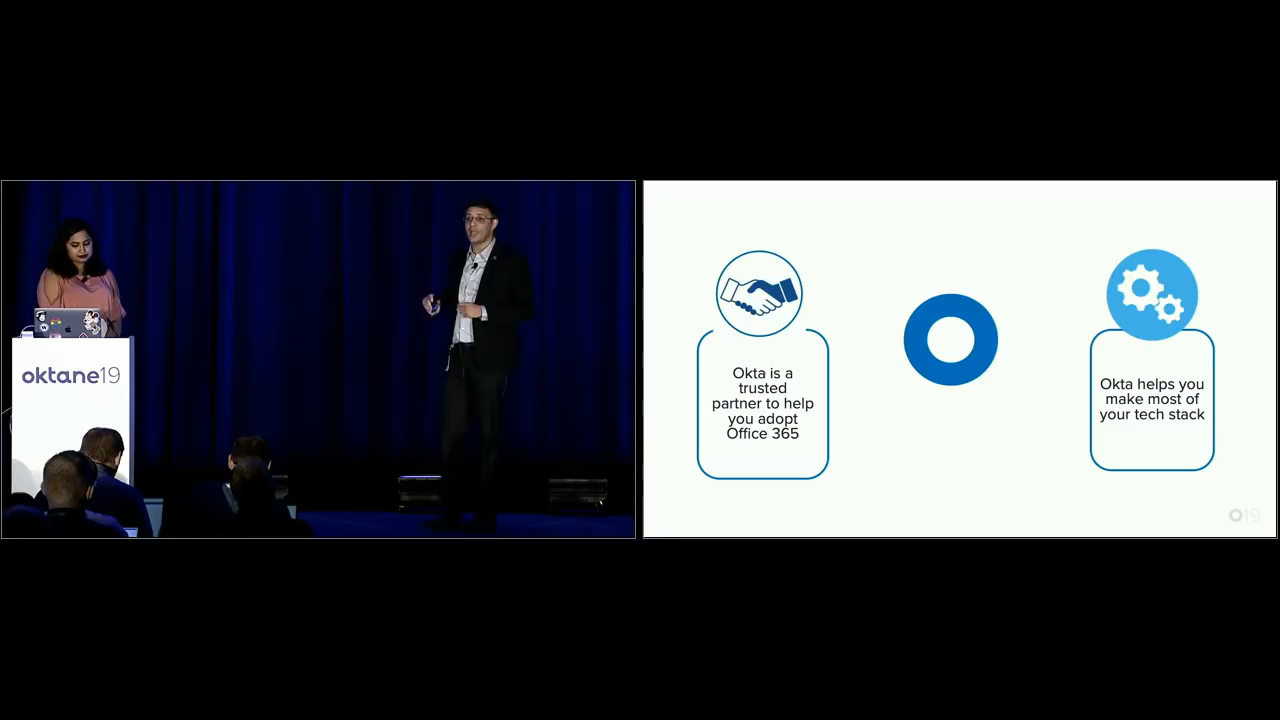 oktane19
Okta is a
trusted
partner to help
you adopt
Office 365
Okta helps you
make most of
your tech stack
O19